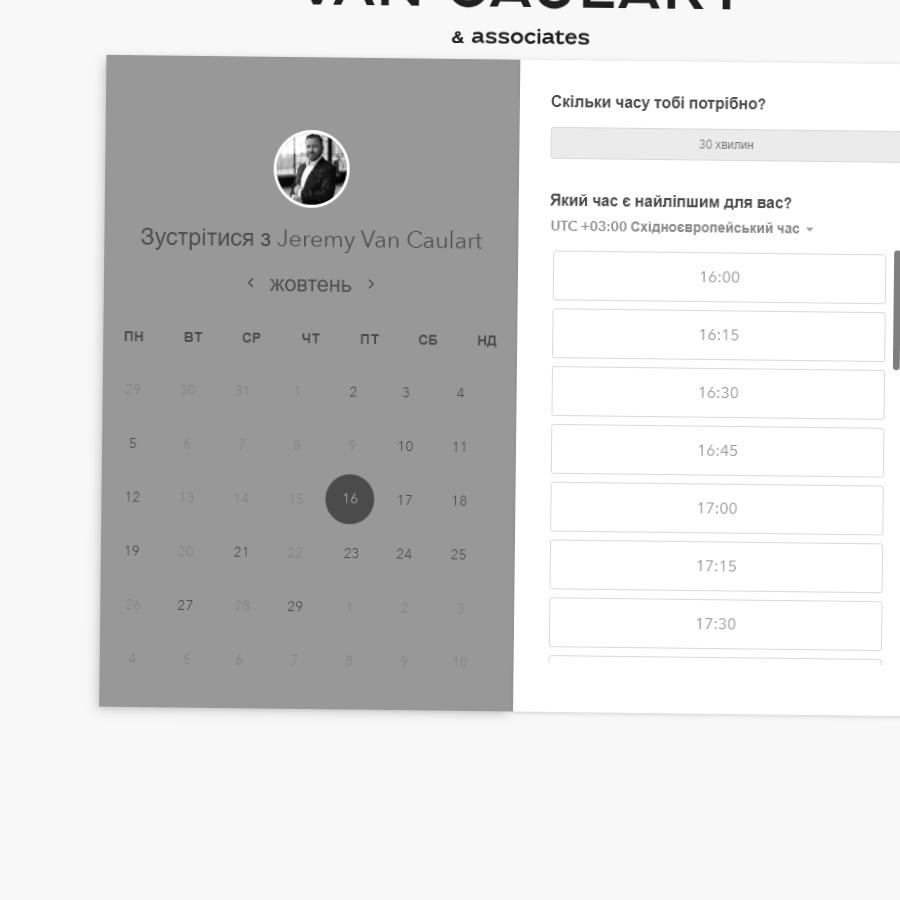 VAN CAULART
& associates
Зустрітися з Jeremy Van Caulart
жовтень
ПН ВТ СР ЧТ ПТ СБ НД
29 30 31 1 2 3 4
5 6 7 8 9 10 11
12 13 14 15 16 17 18
19 20 21 22 23 24 25
26 27 28 29 1 2 3
4 5 6 7 8 9 10
Скільки часу тобі потрібно?
30 хвилин
Який час є найліпшим для вас?
UTC +03:00 Східноєвропейський час
16:00
16:15
16:30
16:45
17:00
17:15
17:30